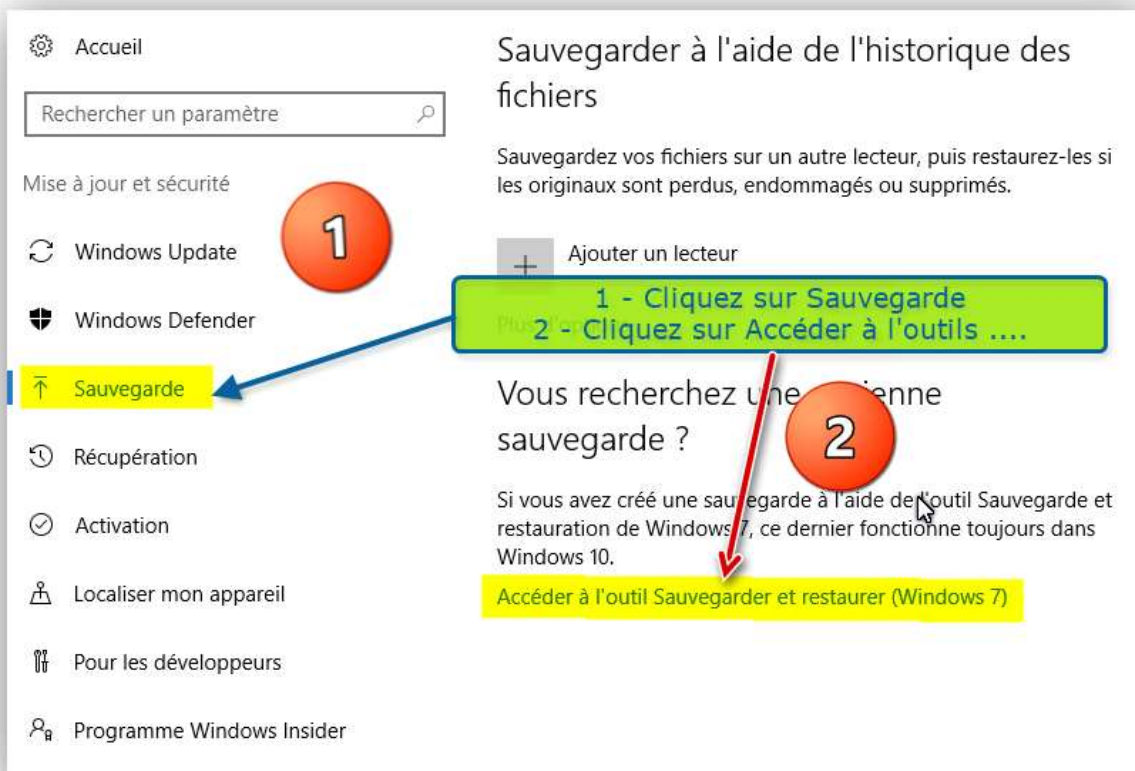 Accueil
Rechercher un paramètre
Mise à jour et sécurité
Windows Update
Windows Defender
Sauvegarde
Récupération
Activation
Localiser mon appareil
Pour les développeurs
Programme Windows Insider
1
Sauvegarder à l'aide de l'historique des
fichiers
Sauvegardez vos fichiers sur un autre lecteur, puis restaurez-les si
les originaux sont perdus, endommagés ou supprimés.
Ajouter un lecteur
1 - Cliquez sur Sauvegarde
2 - Cliquez sur Accéder à l'outils ....
Plus
Vous recherchez une
sauvegarde ?
2
Si vous avez créé une sauvegarde à l'aide de l'outil Sauvegarde et
restauration de Windows 7, ce dernier fonctionne toujours dans
Windows 10.
Accéder à l'outil Sauvegarder et restaurer (Windows 7)